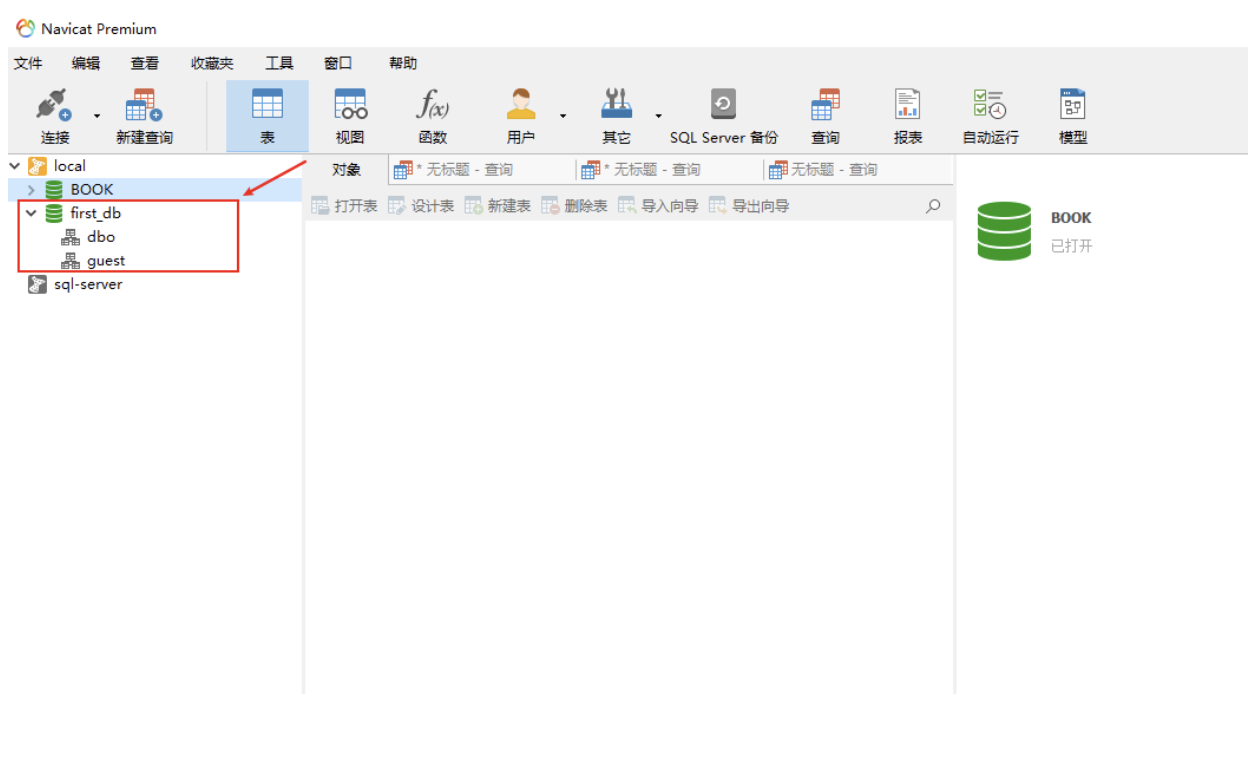 Navicat Premium
文件 编辑 查看 收藏夹 工具 窗口 帮助
连接 新建查询 表 视图 f(x) 函数 用户 其它 SQL Server 备份 查询 报表 自动运行 模型
local
BOOK
first_db
dbo
guest
sql-server
对象 * 无标题 - 查询 * 无标题 - 查询 无标题 - 查询
打开表 设计表 新建表 删除表 导入向导 导出向导
BOOK
已打开